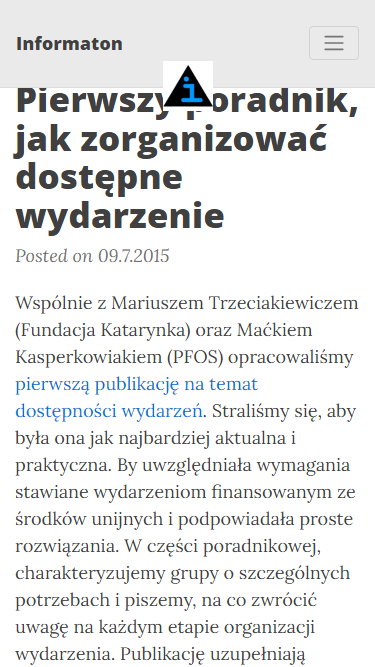 Informaton
i
Pierwszy poradnik,
jak zorganizować
dostępne
wydarzenie
Posted on 09.7.2015
Wspólnie z Mariuszem Trzeciakiewiczem
(Fundacja Katarynka) oraz Maćkiem
Kasperkowiakiem (PFOS) opracowaliśmy
pierwszą publikację na temat
dostępności wydarzeń. Straliśmy się, aby
była ona jak najbardziej aktualna i
praktyczna. By uwzględniała wymagania
stawiane wydarzeniom finansowanym ze
środków unijnych i podpowiadała proste
rozwiązania. W części poradnikowej,
charakteryzujemy grupy o szczególnych
potrzebach i piszemy, na co zwrócić
uwagę na każdym etapie organizacji
wydarzenia. Publikację uzupełniają